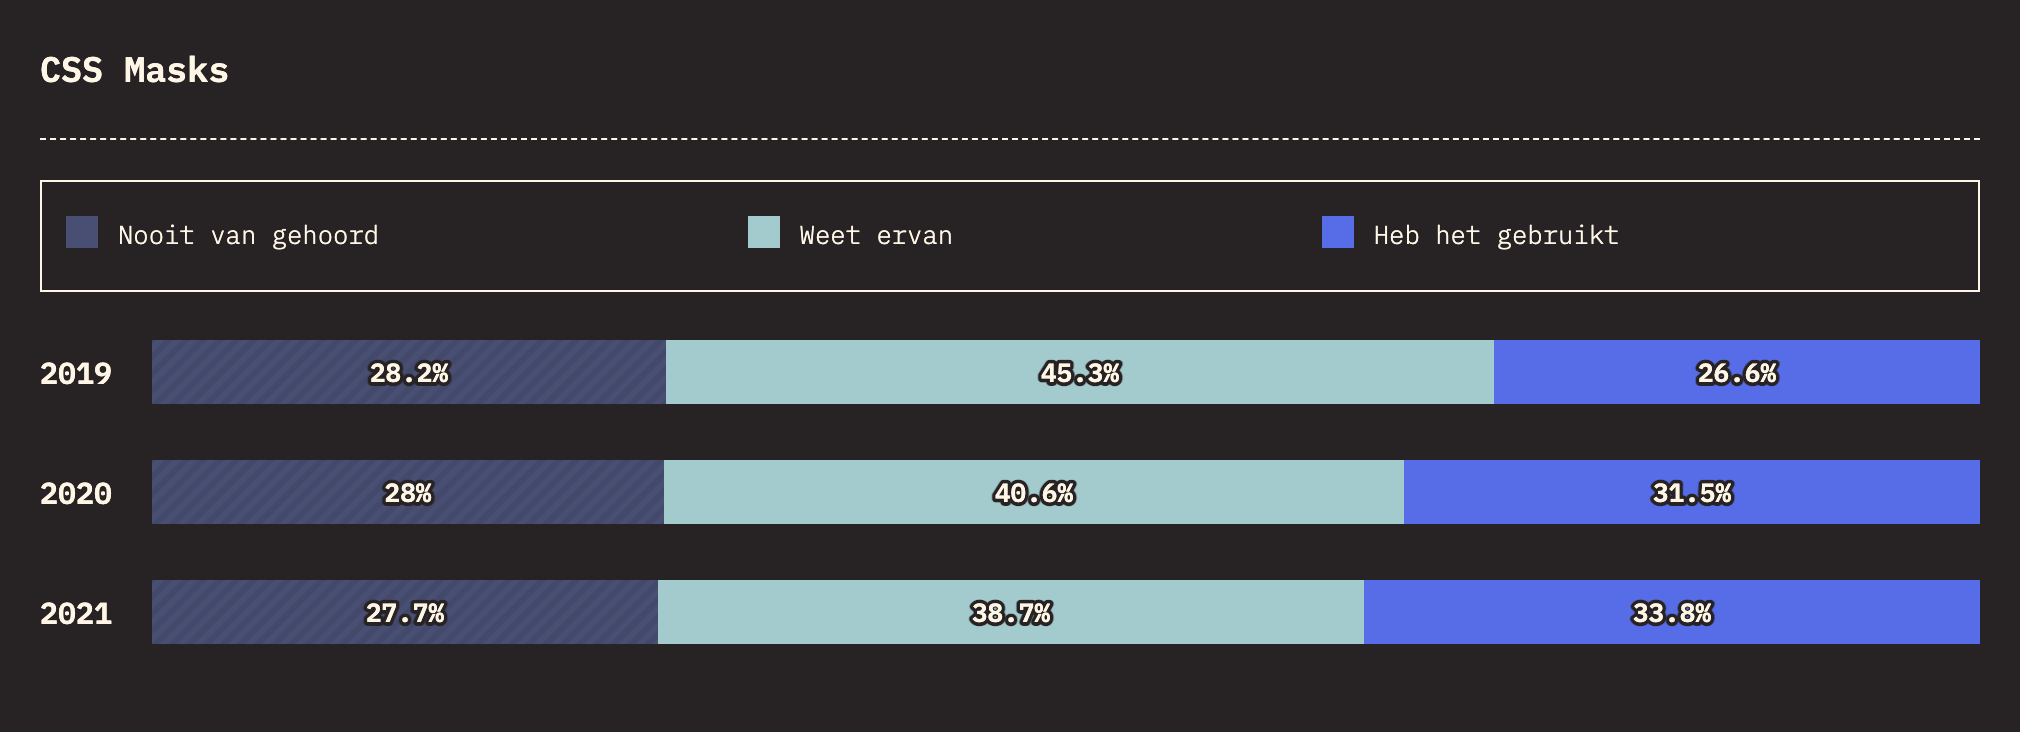 CSS Masks
Nooit van gehoord Weet ervan Heb het gebruikt
2019 28.2% 45.3% 26.6%
2020 28% 40.6% 31.5%
2021 27.7% 38.7% 33.8%